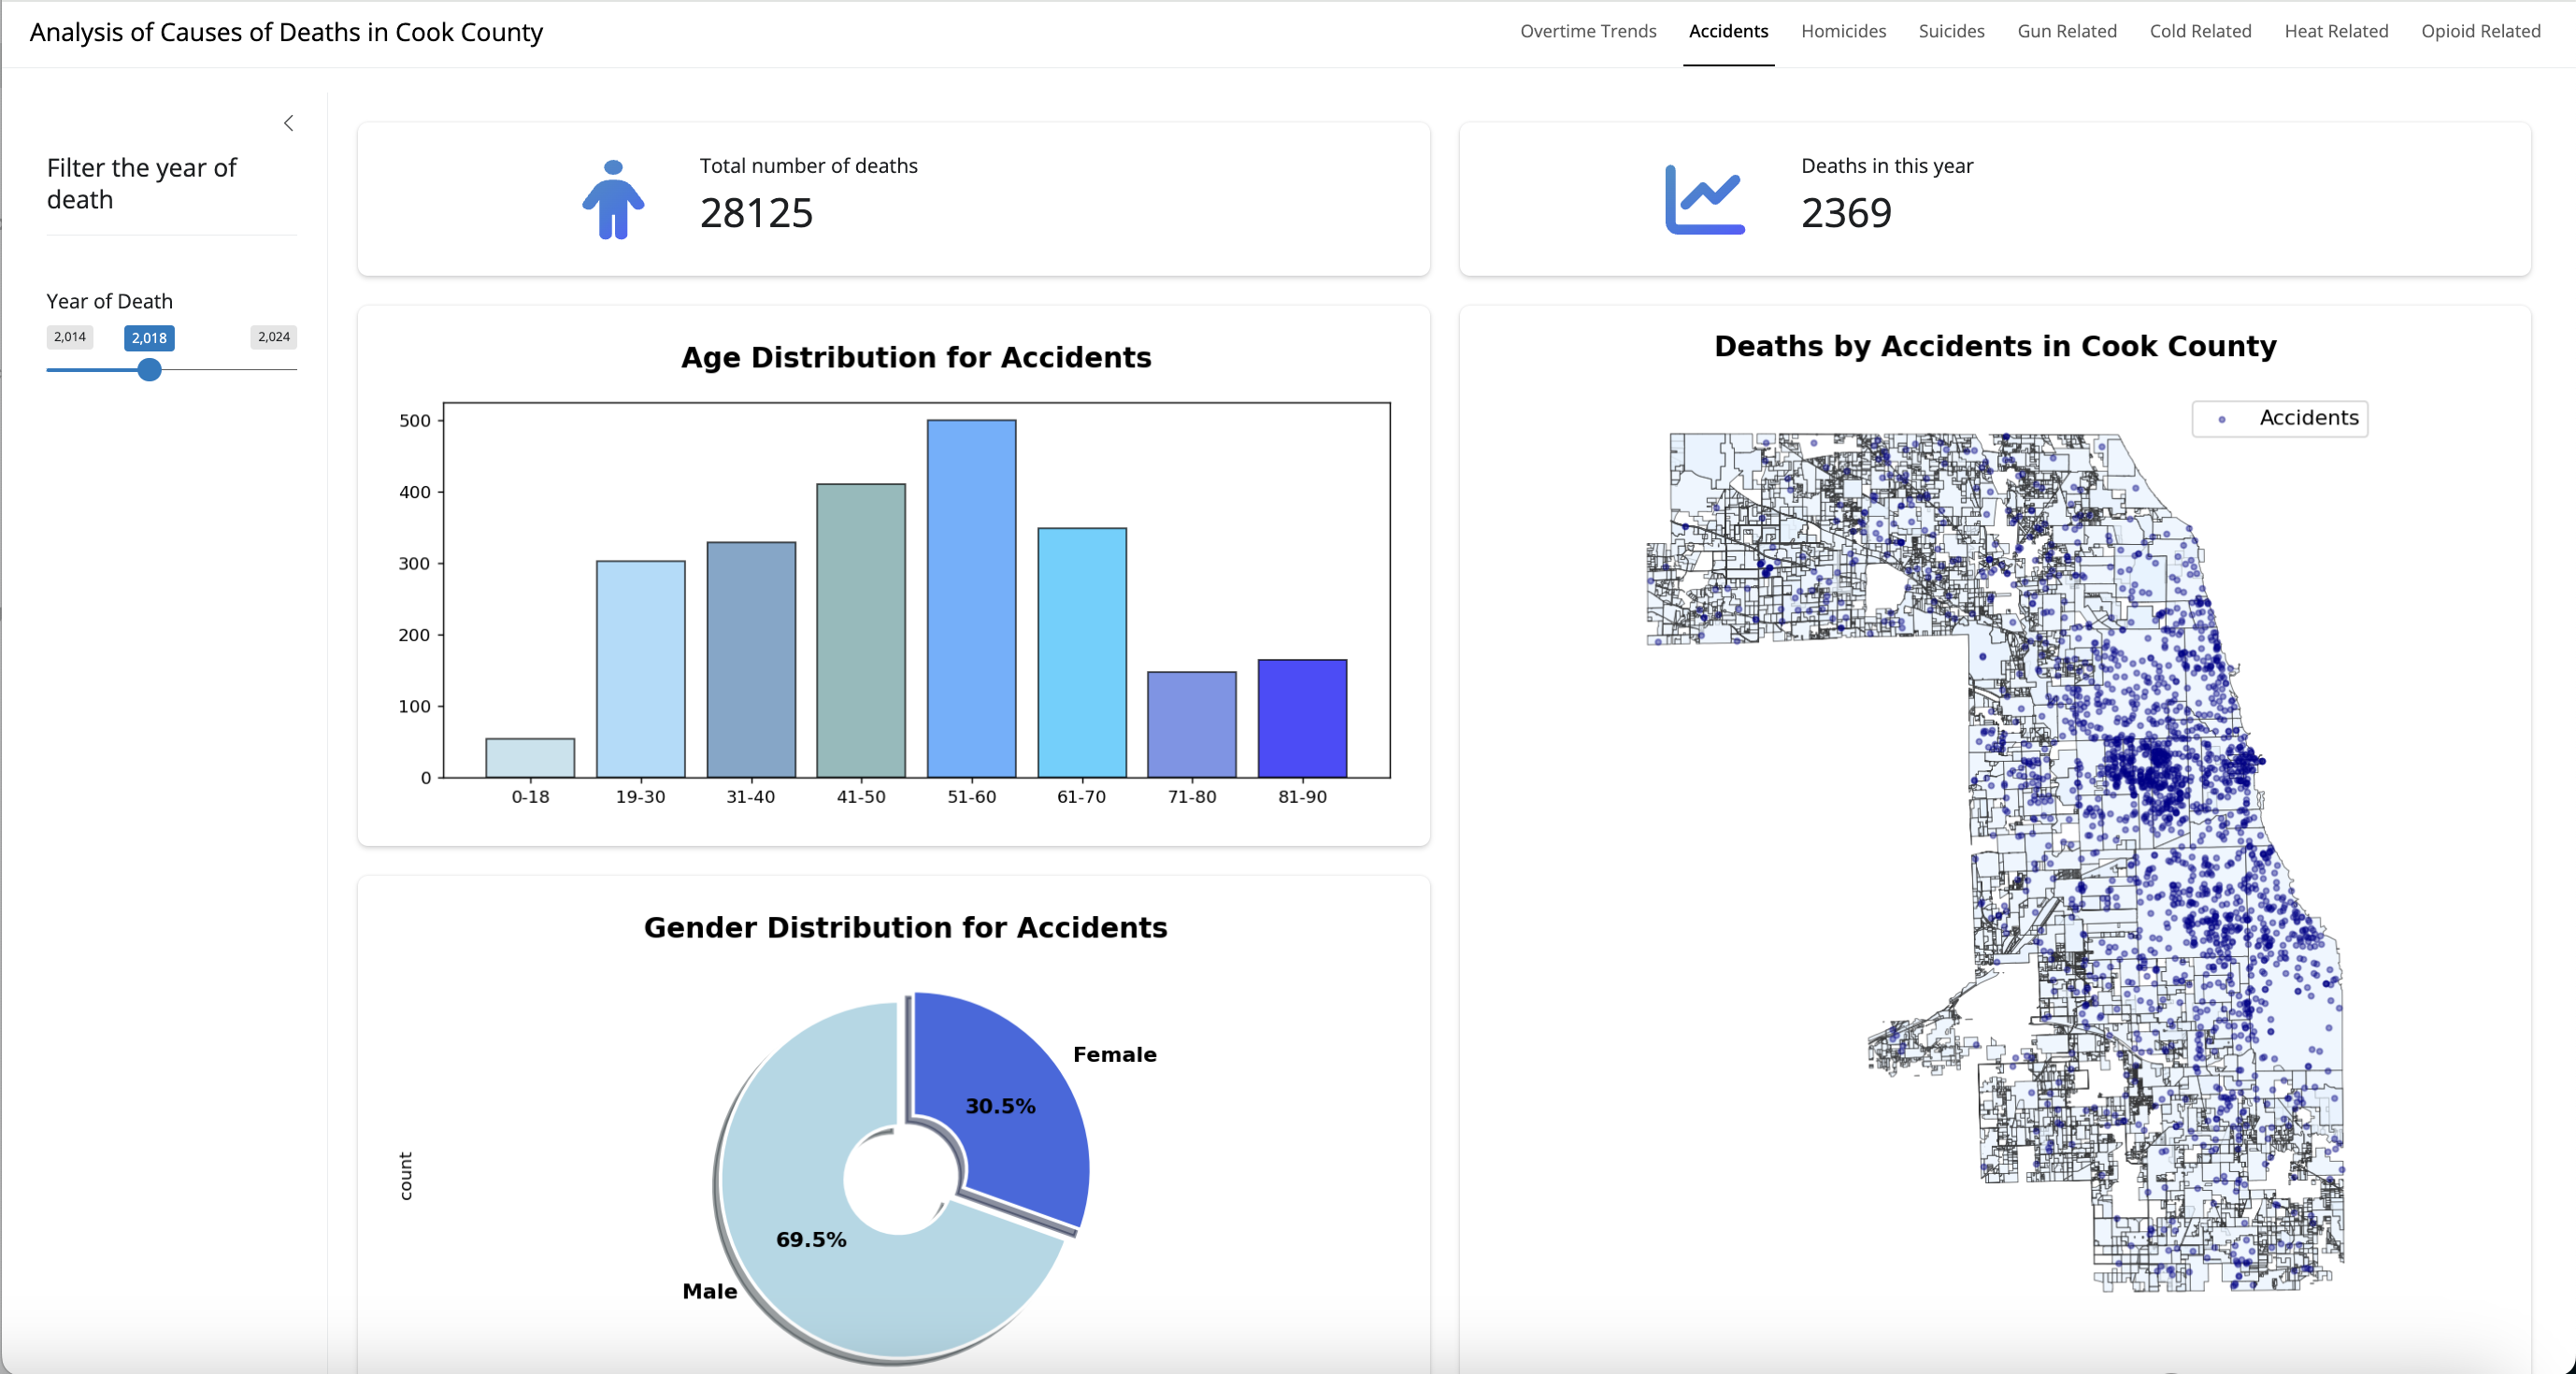 Analysis of Causes of Deaths in Cook County
Overtime Trends
Accidents
Homicides
Suicides
Gun Related
Cold Related
Heat Related
Opioid Related
Filter the year of
death
Year of Death
2,014
2,018
2,024
Total number of deaths
28125
Deaths in this year
2369
Age Distribution for Accidents
500
400
300
200
100
0
0-18
19-30
31-40
41-50
51-60
61-70
71-80
81-90
Gender Distribution for Accidents
Female
30.5%
count
69.5%
Male
Deaths by Accidents in Cook County
Accidents